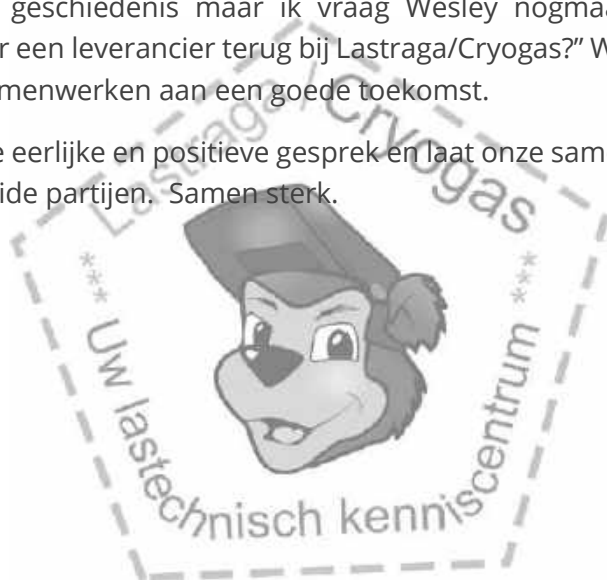 geschiedenis maar ik vraag Wesley nogmaa
r een leverancier terug bij Lastraga/Cryogas?” W
menwerken aan een goede toekomst.
e eerlijke en positieve gesprek en laat onze sam
ide partijen. Samen sterk.
Lastraga / Cryogas
*** Uw lastechnisch kenniscentrum ***